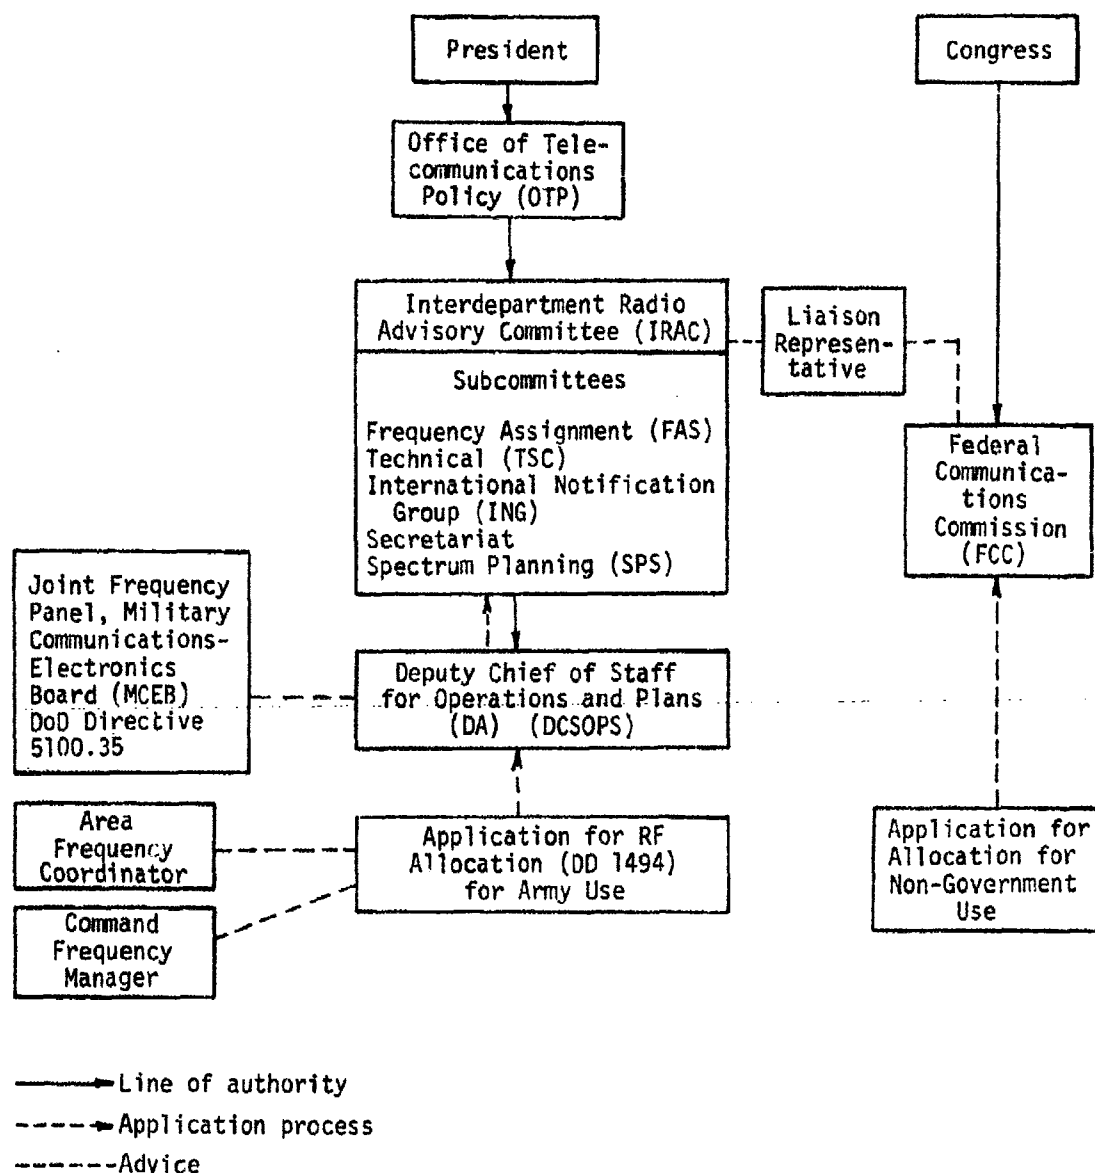 President
Congress
Office of Tele-
communications
Policy (OTP)
Interdepartment Radio
Advisory Committee (IRAC)
Liaison
Represen-
tative
Subcommittees
Frequency Assignment (FAS)
Technical (TSC)
International Notification
Group (ING)
Secretariat
Spectrum Planning (SPS)
Federal
Communica-
tions
Commission
(FCC)
Joint Frequency
Panel, Military
Communications-
Electronics
Board (MCEB)
DoD Directive
5100.35
Deputy Chief of Staff
for Operations and Plans
(DA) (DCSOPS)
Area
Frequency
Coordinator
Application for RF
Allocation (DD 1494)
for Army Use
Application for
Allocation for
Non-Government
Use
Command
Frequency
Manager
Line of authority
Application process
Advice